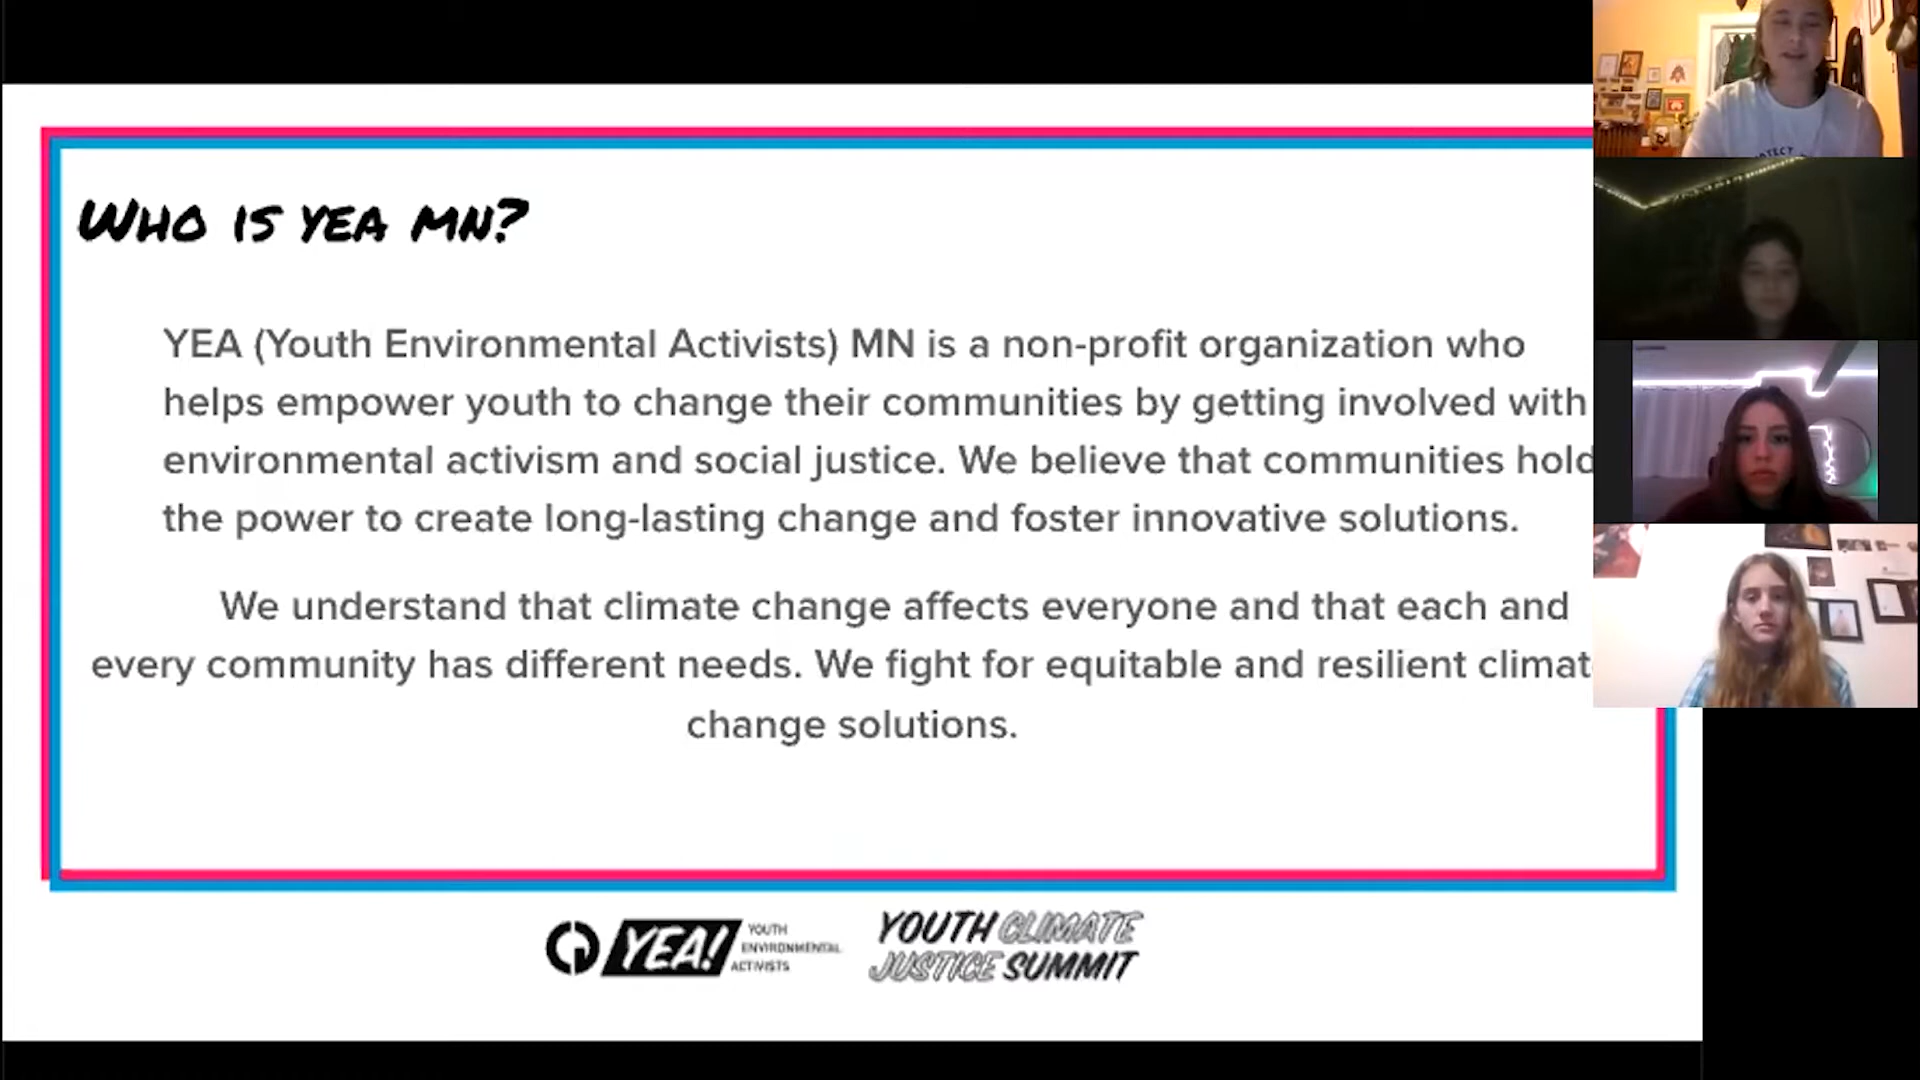 WHO IS YEA MN?
YEA (Youth Environmental Activists) MN is a non-profit organization who
helps empower youth to change their communities by getting involved with
environmental activism and social justice. We believe that communities hold
the power to create long-lasting change and foster innovative solutions.
We understand that climate change affects everyone and that each and
every community has different needs. We fight for equitable and resilient climat
change solutions.
YEA! YOUTH
ENVIRONMENTAL
ACTIVISTS
YOUTH CLIMATE
JUSTICE SUMMIT